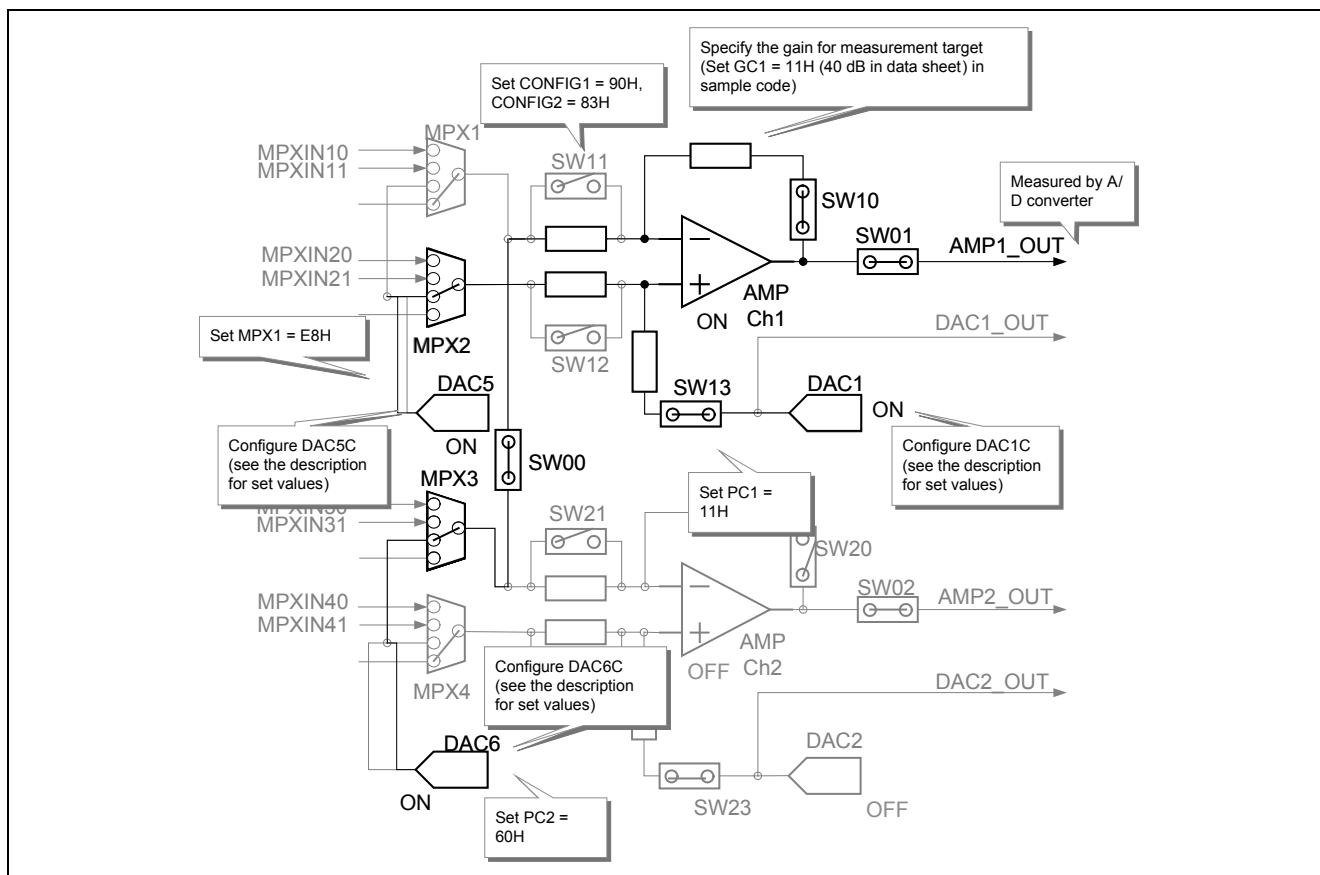 Specify the gain for measurement target
(Set GC1 = 11H (40 dB in data sheet) in
sample code)
Set CONFIG1 = 90H,
CONFIG2 = 83H
MPX1
MPXIN10
MPXIN11
SW11
SW10
Measured by A/
D converter
SW01
AMP1_OUT
MPXIN20
MPXIN21
AMP
Ch1
ON
MPX2
SW12
DAC1_OUT
Set MPX1 = E8H
DAC5
ON
SW13
DAC1
ON
Configure DAC5C
(see the description
for set values)
SW00
Configure DAC1C
(see the description
for set values)
MPX3
Set PC1 =
11H
MPXIN31
SW21
SW20
SW02
MPXIN40
MPXIN41
AMP2_OUT
AMP
Ch2
OFF
MPX4
Configure DAC6C
(see the description
for set values)
DAC2_OUT
DAC6
ON
DAC2
OFF
SW23
Set PC2 =
60H